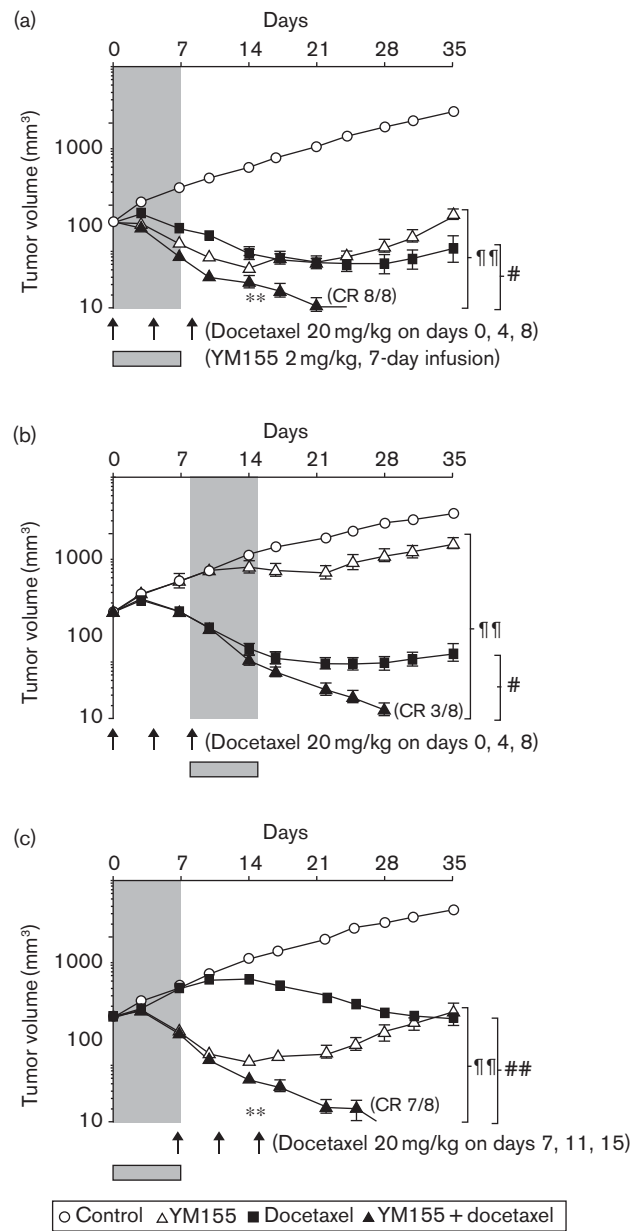 (a)
Days
0 7 14 21 28 35
Tumor volume (mm³)
1000
100
10
**
(CR 8/8)
¶¶
#
(Docetaxel 20 mg/kg on days 0, 4, 8)
(YM155 2 mg/kg, 7-day infusion)
(b)
Days
0 7 14 21 28 35
Tumor volume (mm³)
1000
100
10
(CR 3/8)
¶¶
#
(Docetaxel 20 mg/kg on days 0, 4, 8)
(c)
Days
0 7 14 21 28 35
Tumor volume (mm³)
1000
100
10
**
(CR 7/8)
¶¶
##
(Docetaxel 20 mg/kg on days 7, 11, 15)
Control YM155 Docetaxel YM155 + docetaxel